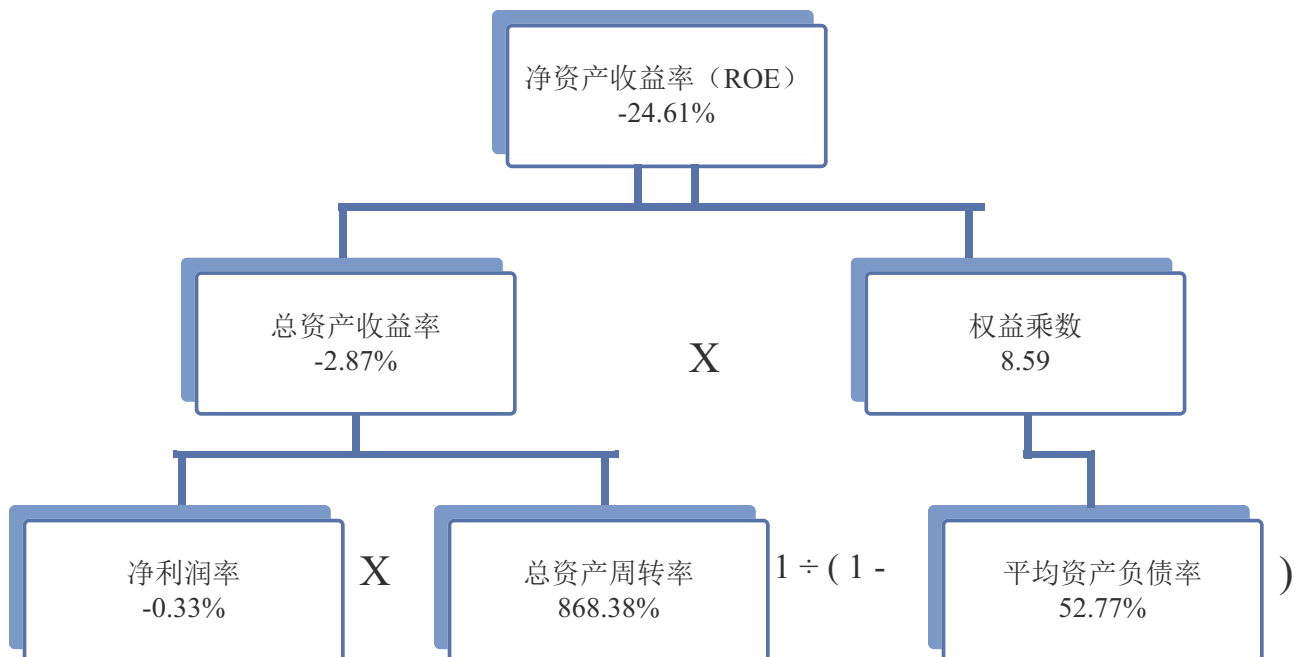 净资产收益率（ROE）
-24.61%
总资产收益率
-2.87%
X
权益乘数
8.59
净利润率
-0.33%
X
总资产周转率
868.38%
1 ÷ ( 1 -
平均资产负债率
52.77%
)